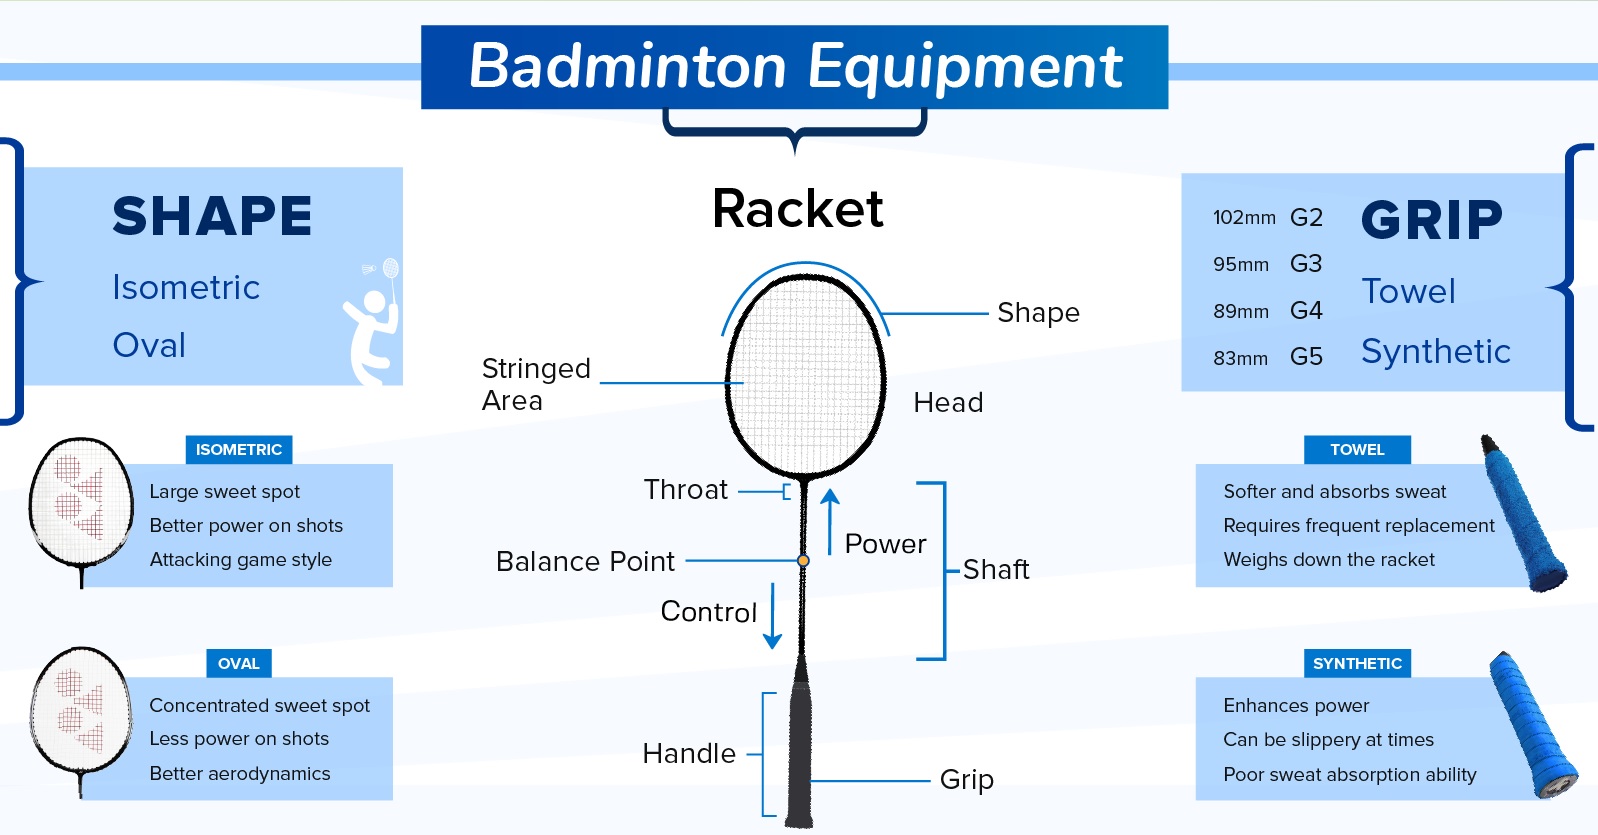 Badminton Equipment
SHAPE
Isometric
Oval
Racket
102mm G2
95mm G3
89mm G4
83mm G5
GRIP
Towel
Synthetic
Shape
Stringed
Area
Head
Throat
Power
Balance Point
Shaft
Control
Handle
Grip
ISOMETRIC
Large sweet spot
Better power on shots
Attacking game style
OVAL
Concentrated sweet spot
Less power on shots
Better aerodynamics
TOWEL
Softer and absorbs sweat
Requires frequent replacement
Weighs down the racket
SYNTHETIC
Enhances power
Can be slippery at times
Poor sweat absorption ability